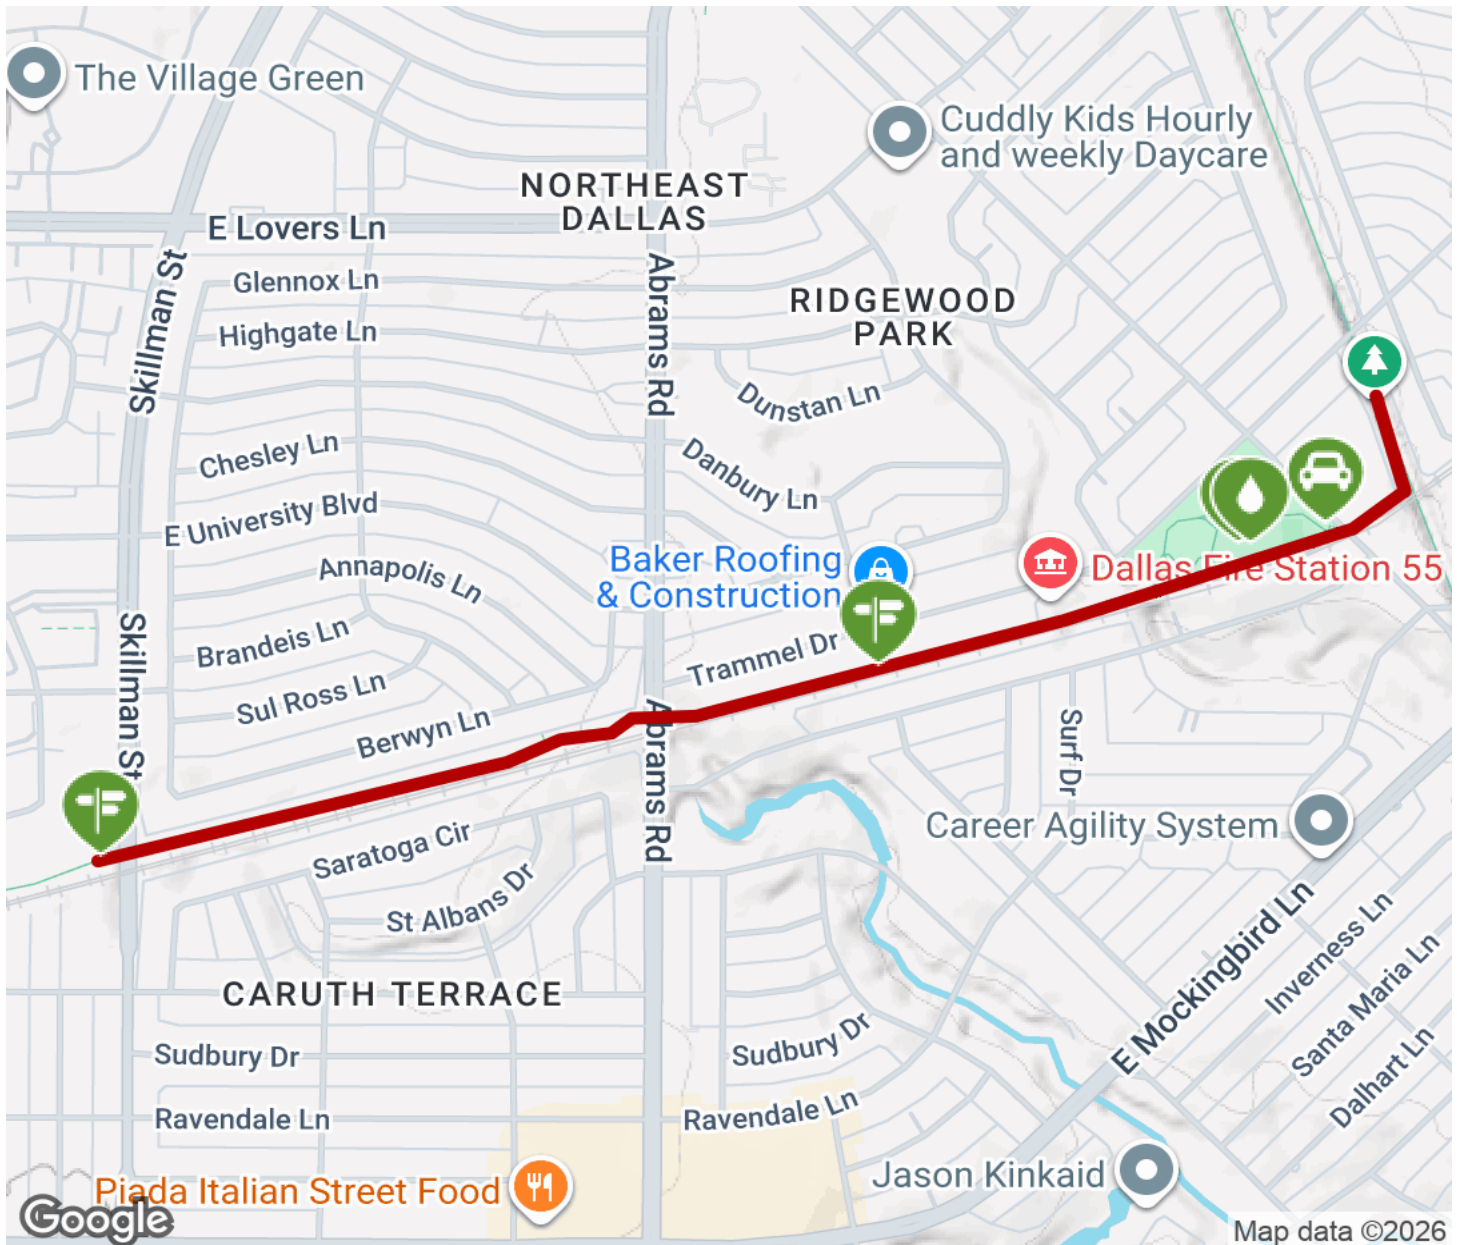 The Village Green
Cuddly Kids Hourly
and weekly Daycare
NORTHEAST
DALLAS
E Lovers Ln
Skillman St
Glennox Ln
Abrams Rd
RIDGEWOOD
PARK
Highgate Ln
Dunstan Ln
Chesley Ln
Danbury Ln
E University Blvd
Baker Roofing
& Construction
Dallas Fire Station 55
Annapolis Ln
Brandeis Ln
Trammel Dr
Skillman St
Sul Ross Ln
Berwyn Ln
Abrams Rd
Surf Dr
Saratoga Cir
Career Agility System
St Albans Dr
E Mockingbird Ln
Inverness Ln
Santa Maria Ln
Dalhart Ln
CARUTH TERRACE
Sudbury Dr
Sudbury Dr
Ravendale Ln
Ravendale Ln
Piada Italian Street Food
Jason Kinkaid
Google
Map data ©2026